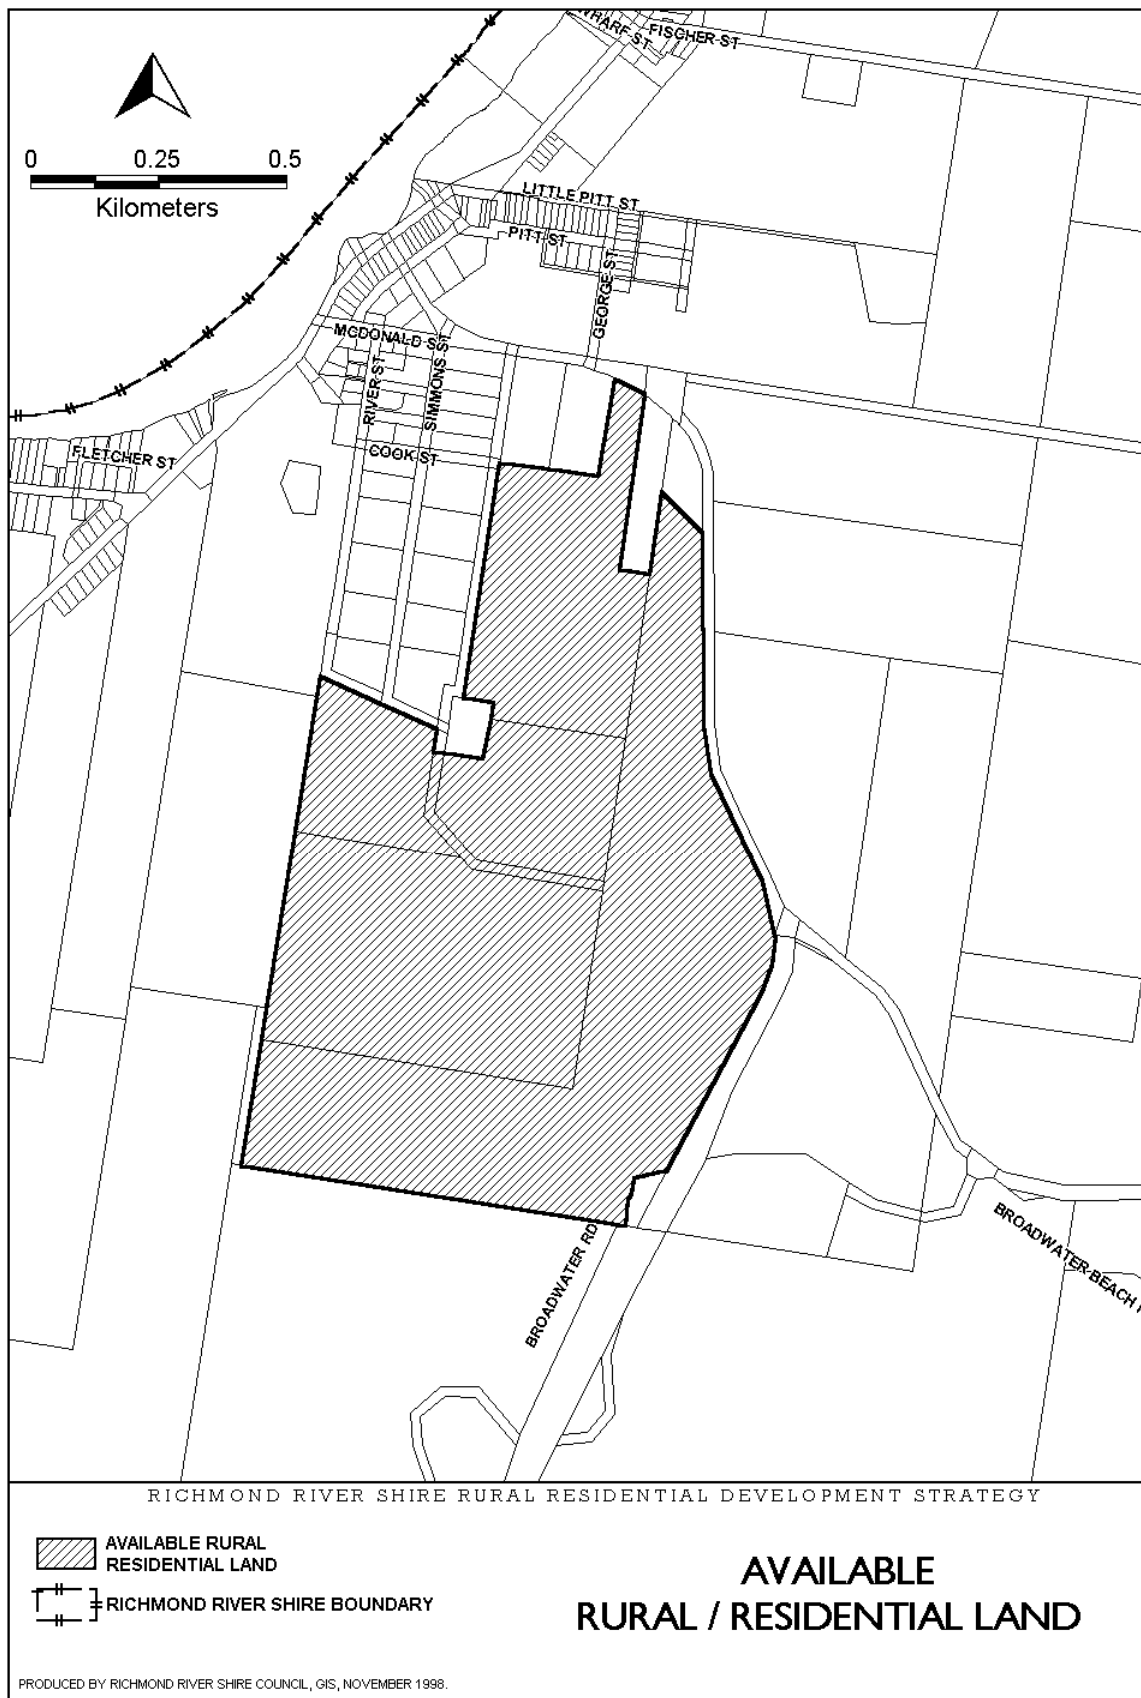 WHARF ST
FISCHER ST
0 0.25 0.5
Kilometers
LITTLE PITT ST
PITT ST
GEORGE ST
MCDONALD ST
RIVER ST
SIMMONS ST
COOK ST
FLETCHER ST
BROADWATER RD
BROADWATER BEACH
RICHMOND RIVER SHIRE RURAL RESIDENTIAL DEVELOPMENT STRATEGY
AVAILABLE RURAL
RESIDENTIAL LAND
RICHMOND RIVER SHIRE BOUNDARY
AVAILABLE
RURAL / RESIDENTIAL LAND
PRODUCED BY RICHMOND RIVER SHIRE COUNCIL, GIS, NOVEMBER 1998.